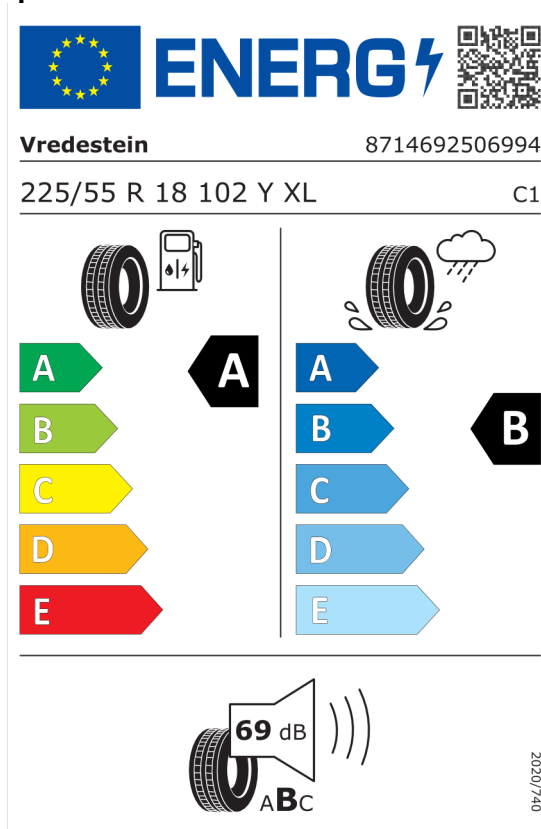 ENERG
Vredestein 8714692506994
225/55 R 18 102 Y XL C1
A A
B
C
D
E
A
B B
C
D
E
69 dB
ABC
2020/740